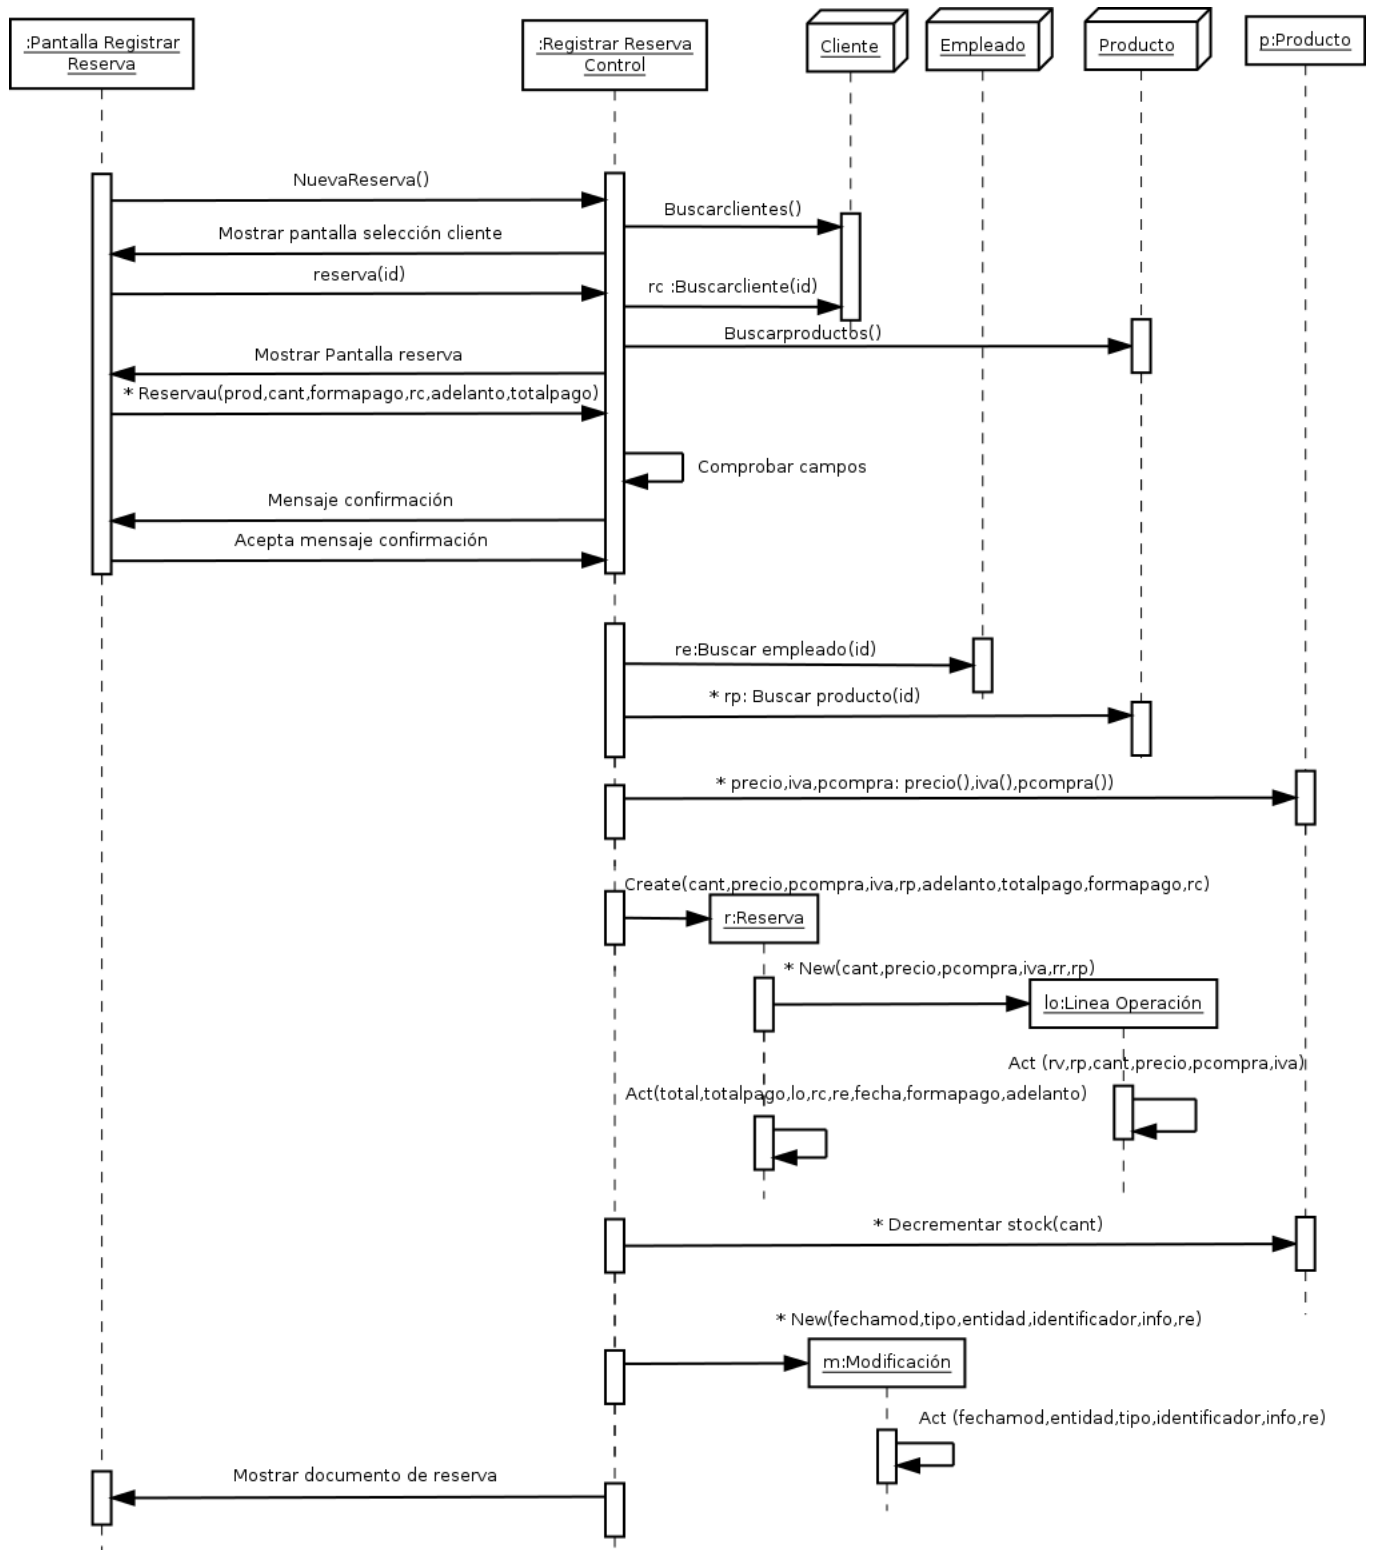 :Pantalla Registrar
Reserva
:Registrar Reserva
Control
Cliente
Empleado
Producto
p:Producto
NuevaReserva()
Buscarclientes()
Mostrar pantalla selección cliente
reserva(id)
rc :Buscarcliente(id)
Buscarproductos()
Mostrar Pantalla reserva
* Reservau(prod,cant,formapago,rc,adelanto,totalpago)
Comprobar campos
Mensaje confirmación
Acepta mensaje confirmación
re:Buscar empleado(id)
* rp: Buscar producto(id)
* precio,iva,pcompra: precio(),iva(),pcompra())
Create(cant,precio,pcompra,iva,rp,adelanto,totalpago,formapago,rc)
r:Reserva
* New(cant,precio,pcompra,iva,rr,rp)
lo:Linea Operación
Act (rv,rp,cant,precio,pcompra,iva)
Act(total,totalpago,lo,rc,re,fecha,formapago,adelanto)
* Decrementar stock(cant)
* New(fechamod,tipo,entidad,identificador,info,re)
m:Modificación
Act (fechamod,entidad,tipo,identificador,info,re)
Mostrar documento de reserva